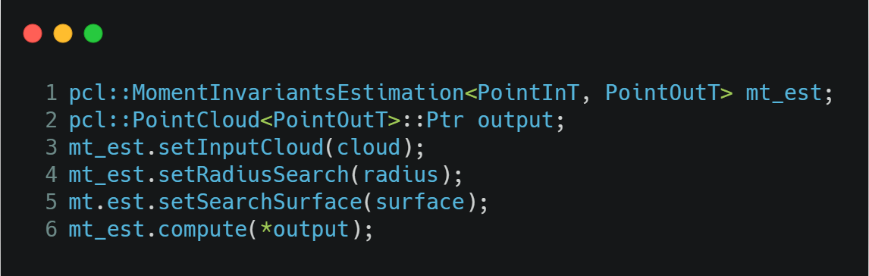 1 pcl::MomentInvariantsEstimation<PointInT, PointOutT> mt_est;
2 pcl::PointCloud<PointOutT>::Ptr output;
3 mt_est.setInputCloud(cloud);
4 mt_est.setRadiusSearch(radius);
5 mt.est.setSearchSurface(surface);
6 mt_est.compute(*output);